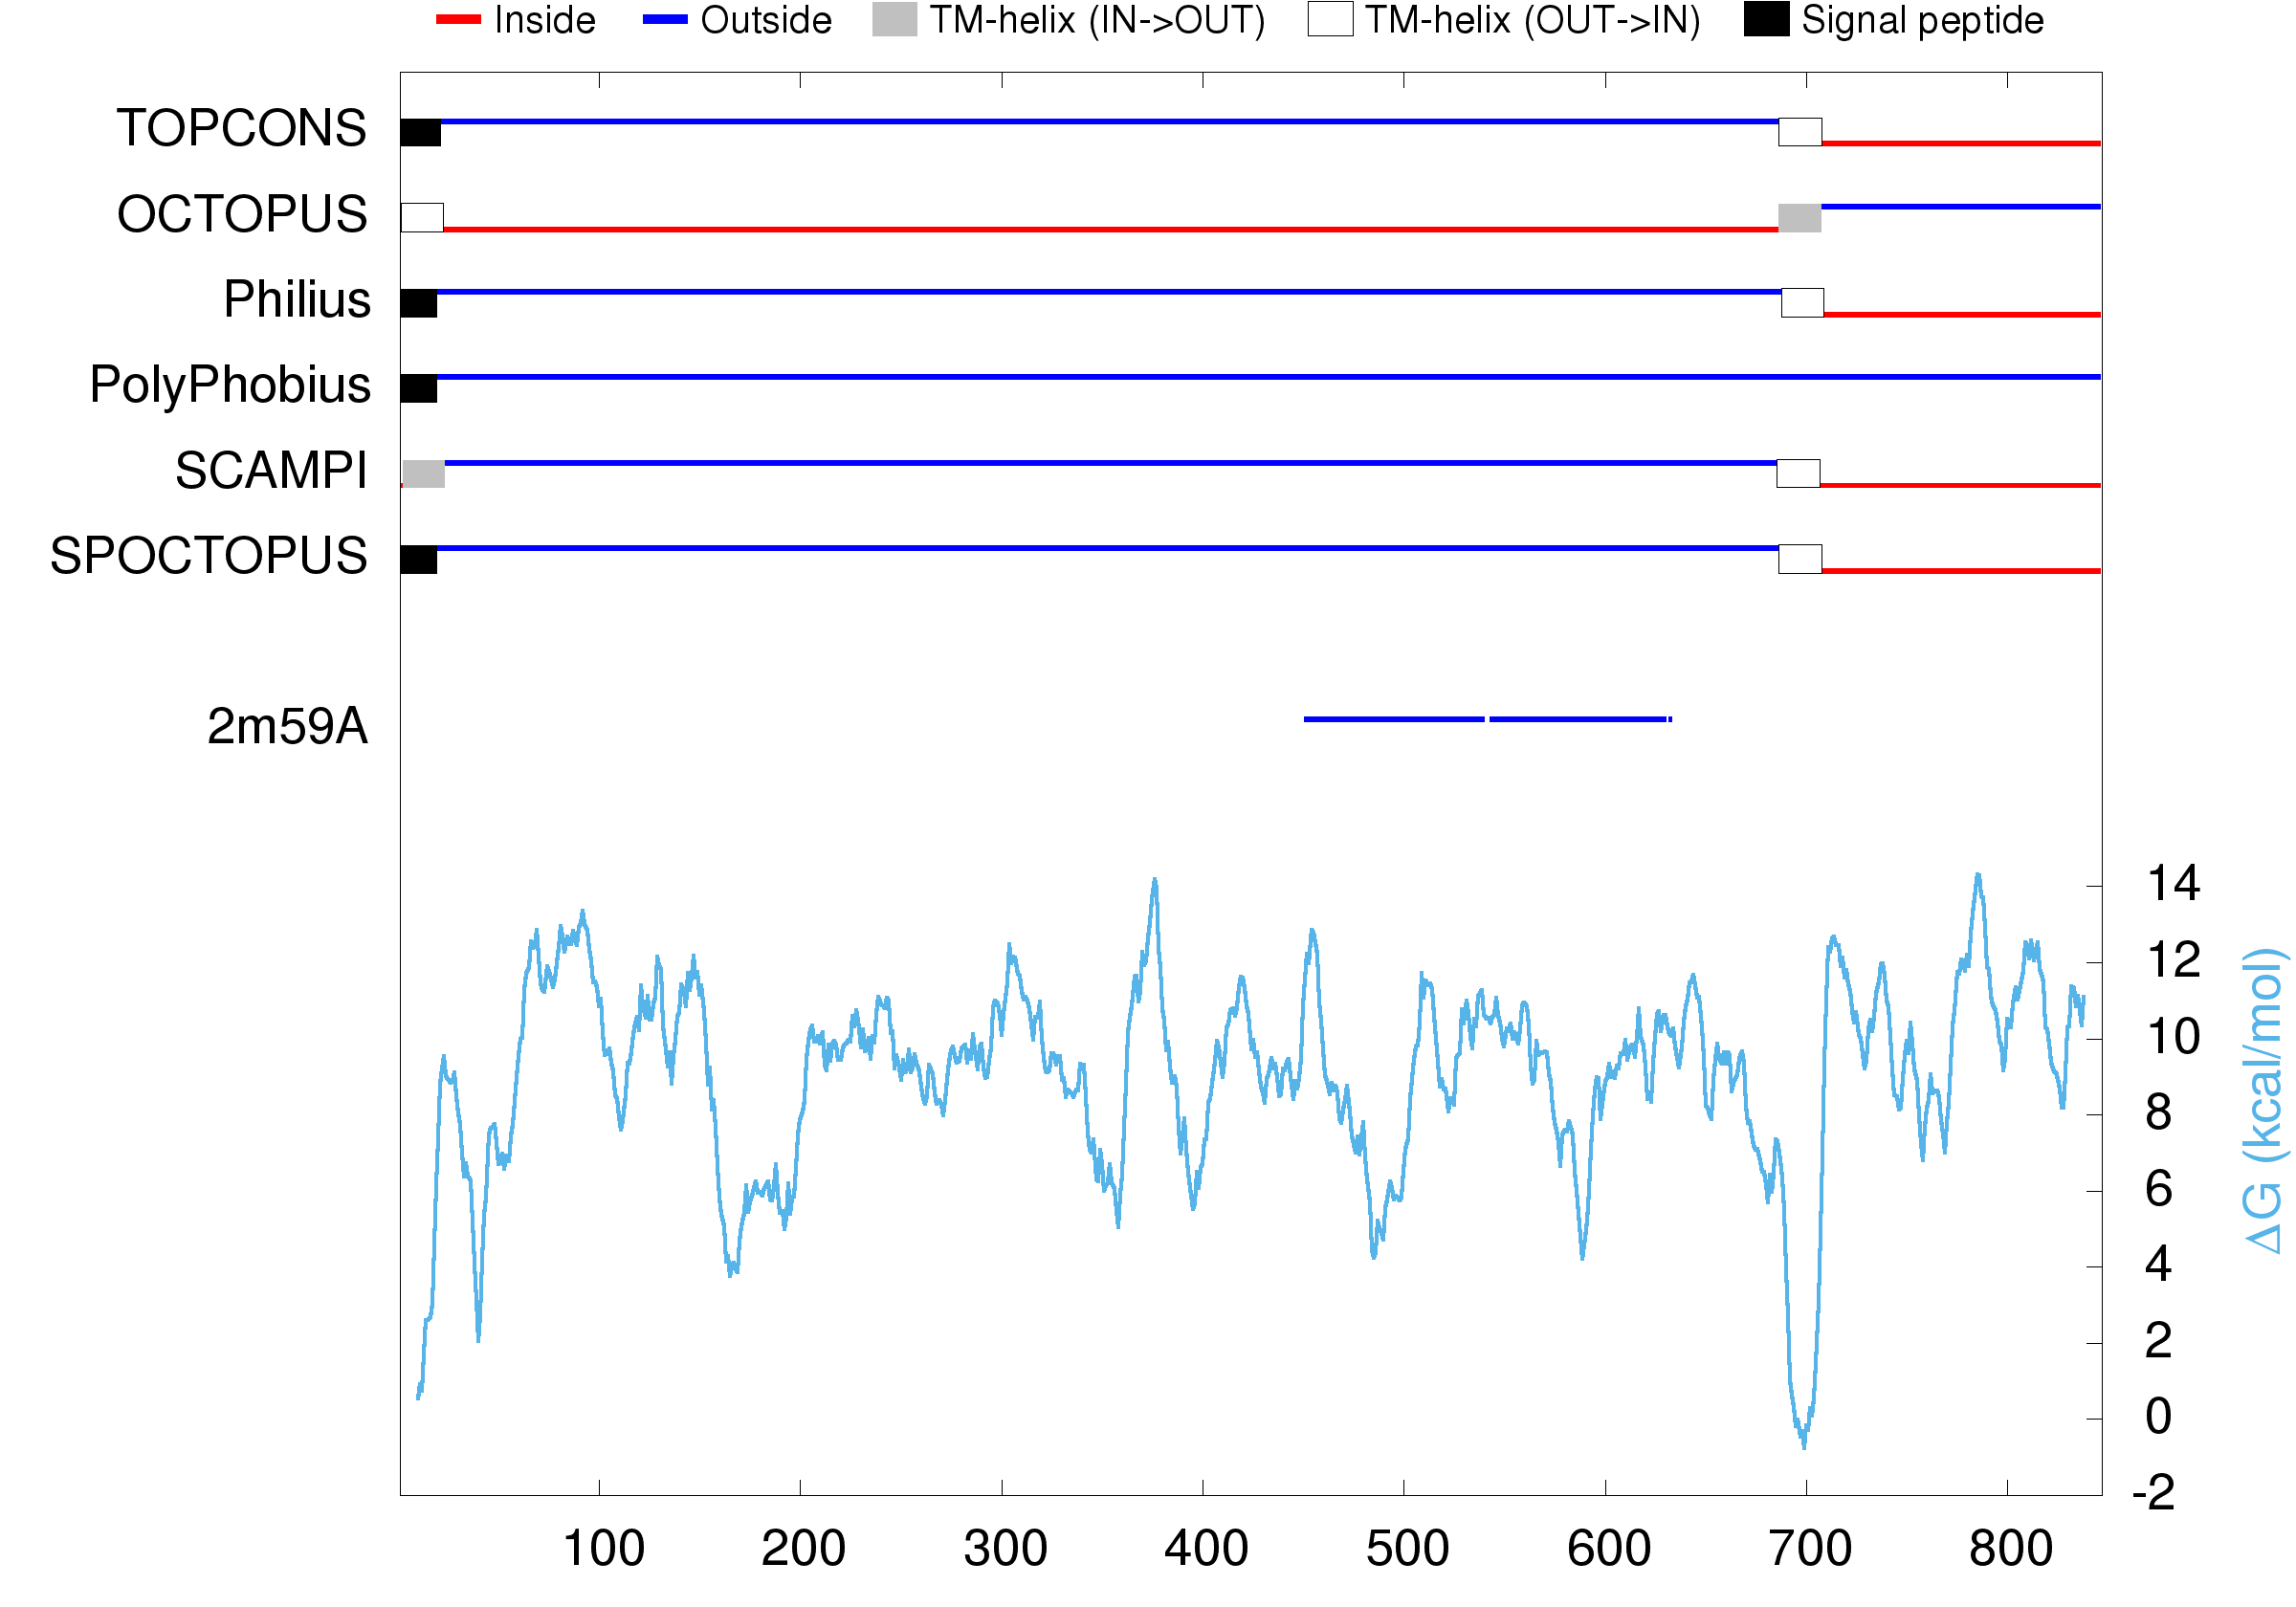 Inside Outside TM-helix (IN->OUT) TM-helix (OUT->IN) Signal peptide
TOPCONS
OCTOPUS
Philius
PolyPhobius
SCAMPI
SPOCTOPUS
2m59A
14
12
10
8
6
4
2
0
-2
ΔG (kcal/mol)
100 200 300 400 500 600 700 800